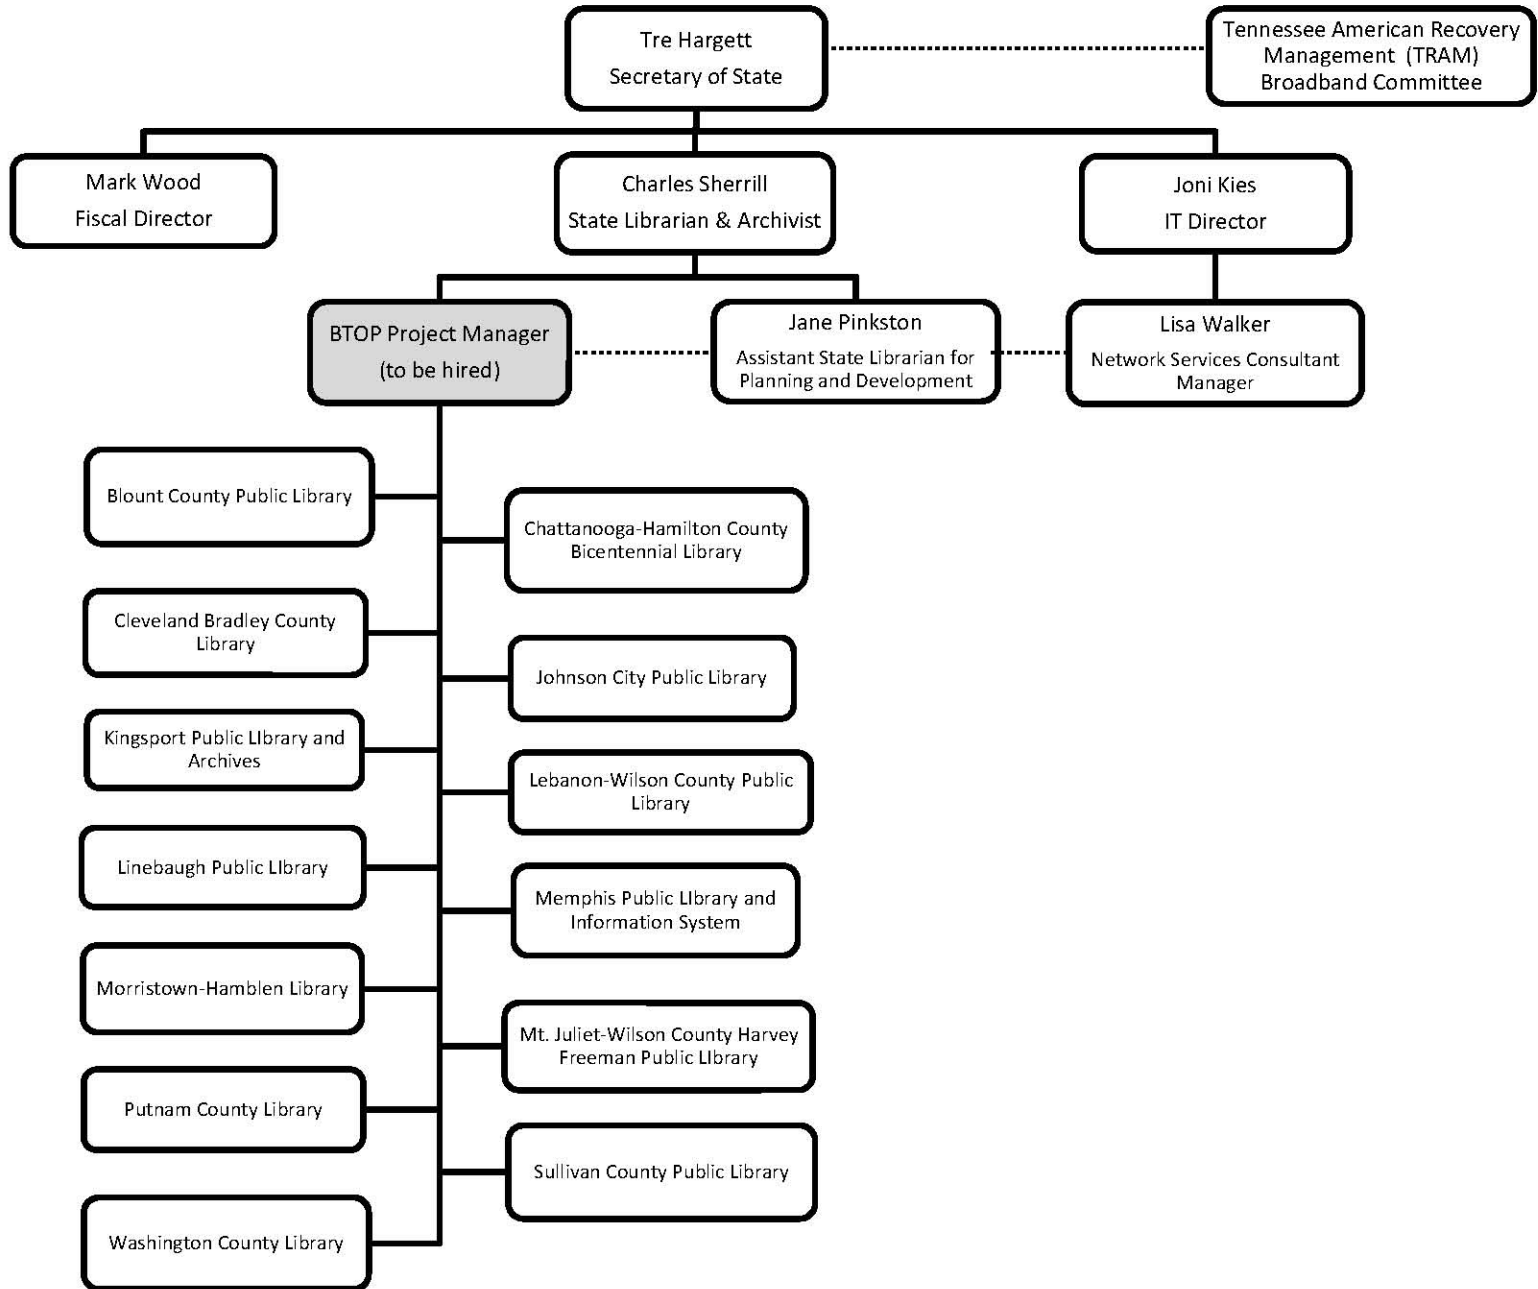 Tre Hargett
Secretary of State
Tennessee American Recovery
Management (TRAM)
Broadband Committee
Mark Wood
Fiscal Director
Charles Sherrill
State Librarian & Archivist
Joni Kies
IT Director
BTOP Project Manager
(to be hired)
Jane Pinkston
Assistant State Librarian for
Planning and Development
Lisa Walker
Network Services Consultant
Manager
Blount County Public Library
Chattanooga-Hamilton County
Bicentennial Library
Cleveland Bradley County
Library
Johnson City Public Library
Kingsport Public LIbrary and
Archives
Lebanon-Wilson County Public
Library
Linebaugh Public LIbrary
Memphis Public LIbrary and
Information System
Morristown-Hamblen Library
Mt. Juliet-Wilson County Harvey
Freeman Public LIbrary
Putnam County Library
Sullivan County Public Library
Washington County Library